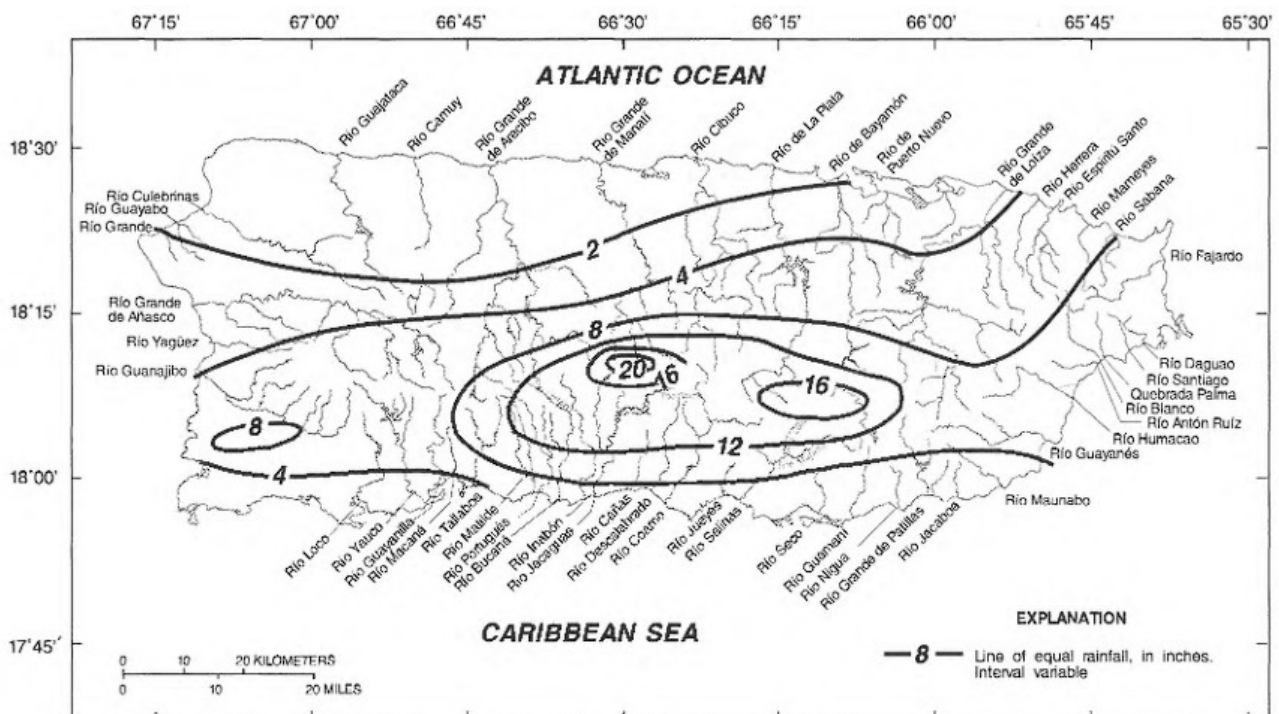 67°15'
67°00'
66°45'
66°30'
66°15'
66°00'
65°45'
65°30'
ATLANTIC OCEAN
18°30'
18°15'
18°00'
17°45'
Río Guajataca
Río Camuy
Río Grande
de Arecibo
Río Grande
de Manatí
Río Cibuco
Río de La Plata
Río de Bayamón
Río de
Puerto Nuevo
Río Grande
de Loíza
Río Herrera
Río Espíritu Santo
Río Mameyes
Río Sabana
Río Fajardo
Río Culebrinas
Río Guayabo
Río Grande
Río Grande
de Añasco
Río Yagüez
Río Guanajibo
2
4
8
20
16
16
12
8
4
Río Daguao
Río Santiago
Quebrada Palma
Río Blanco
Río Antón Ruíz
Río Humacao
Río Guayanés
Río Maunabo
Río Loco
Río Yauco
Río Guayanilla
Río Macaná
Río Tallaboa
Río Matilde
Río Portugués
Río Bucaná
Río Inabón
Río Jacaguas
Río Cañas
Río Descalabrado
Río Coamo
Río Jueyes
Río Salinas
Río Seco
Río Guamaní
Río Nigua
Río Grande de Patillas
Río Jacaboa
CARIBBEAN SEA
0 10 20 KILOMETERS
0 10 20 MILES
EXPLANATION
8 Line of equal rainfall, in inches.
Interval variable